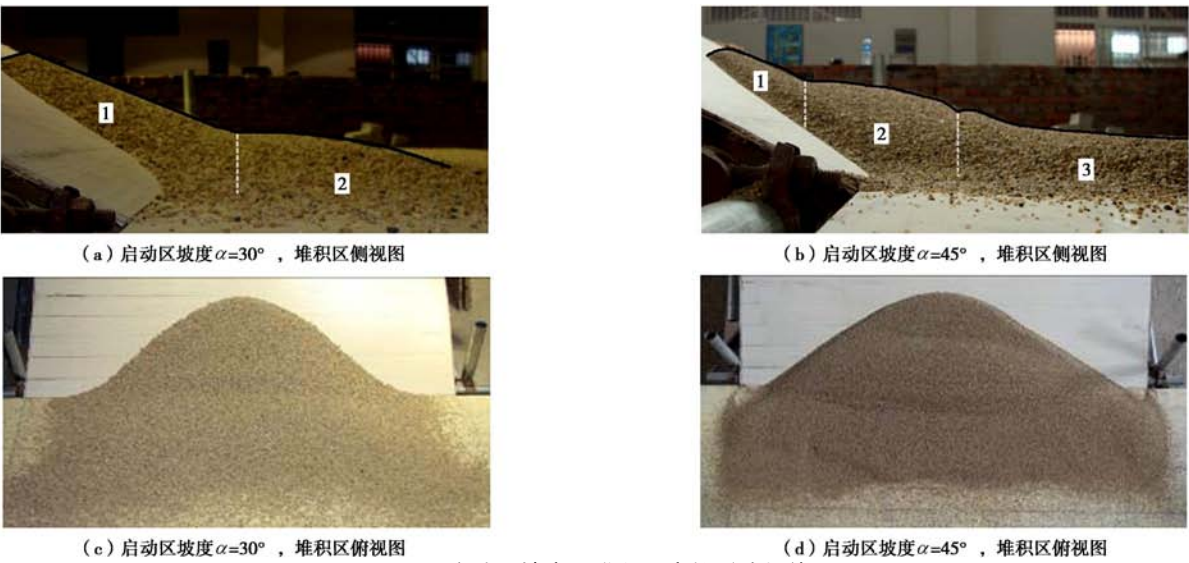 1
2
1
2
3
(a)启动区坡度α=30° ，堆积区侧视图
(b)启动区坡度α=45° ，堆积区侧视图
(c)启动区坡度α=30° ，堆积区俯视图
(d)启动区坡度α=45° ，堆积区俯视图